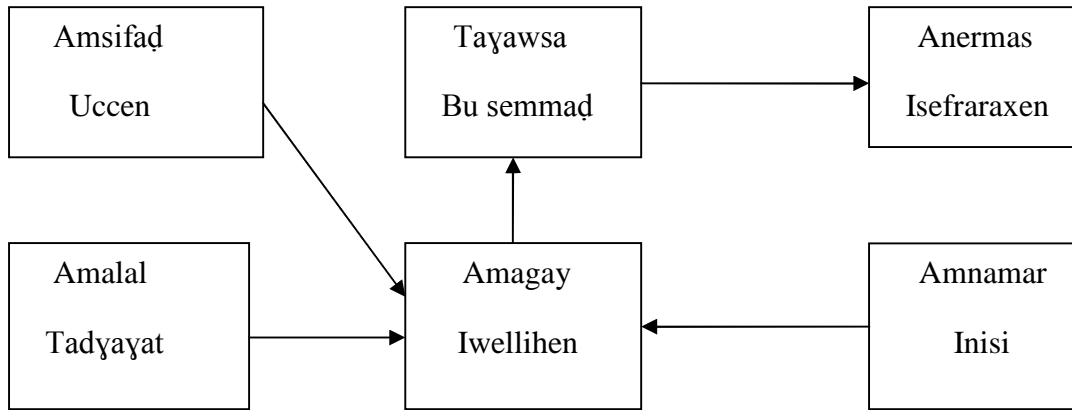 Amsifaḍ
Uccen
Taɣawsa
Bu semmaḍ
Anermas
Isefraraxen
Amalal
Tadɣaɣat
Amagay
Iwellihen
Amnamar
Inisi